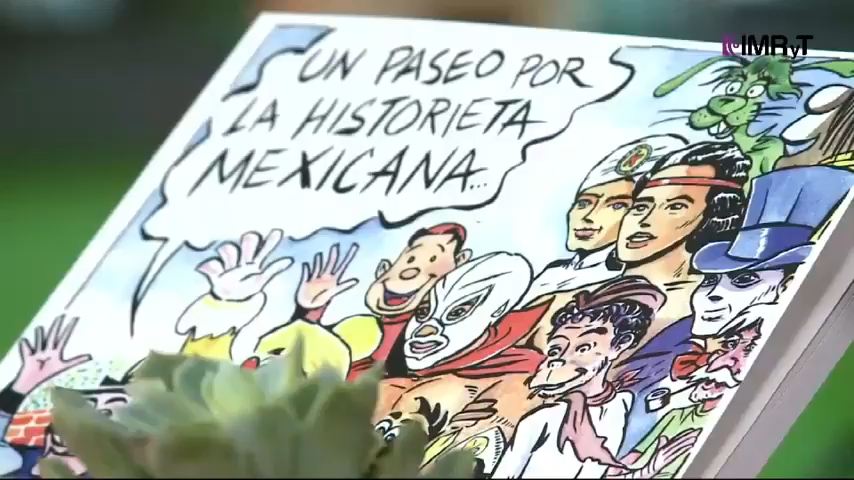 IMRyT
UN PASEO POR
LA HISTORIETA
MEXICANA...